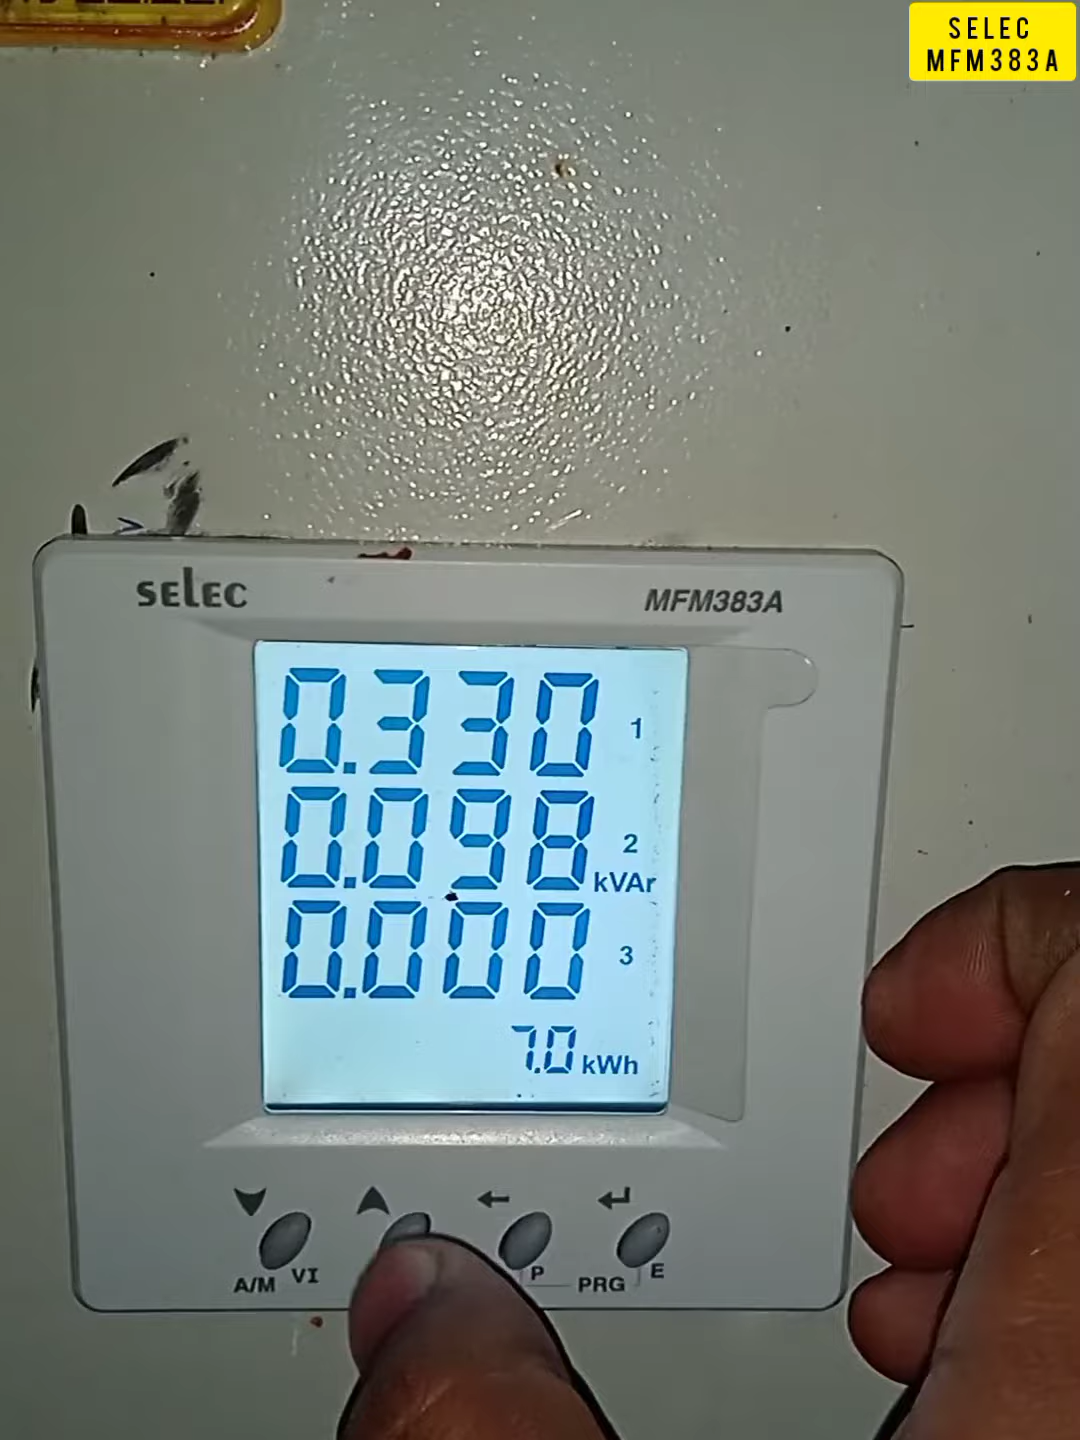 SELEC
MFM383A
SELEC
MFM383A
0.330 1
0.098 2
kVAr
0.000 3
7.0 kWh
A/M VI P PRG E